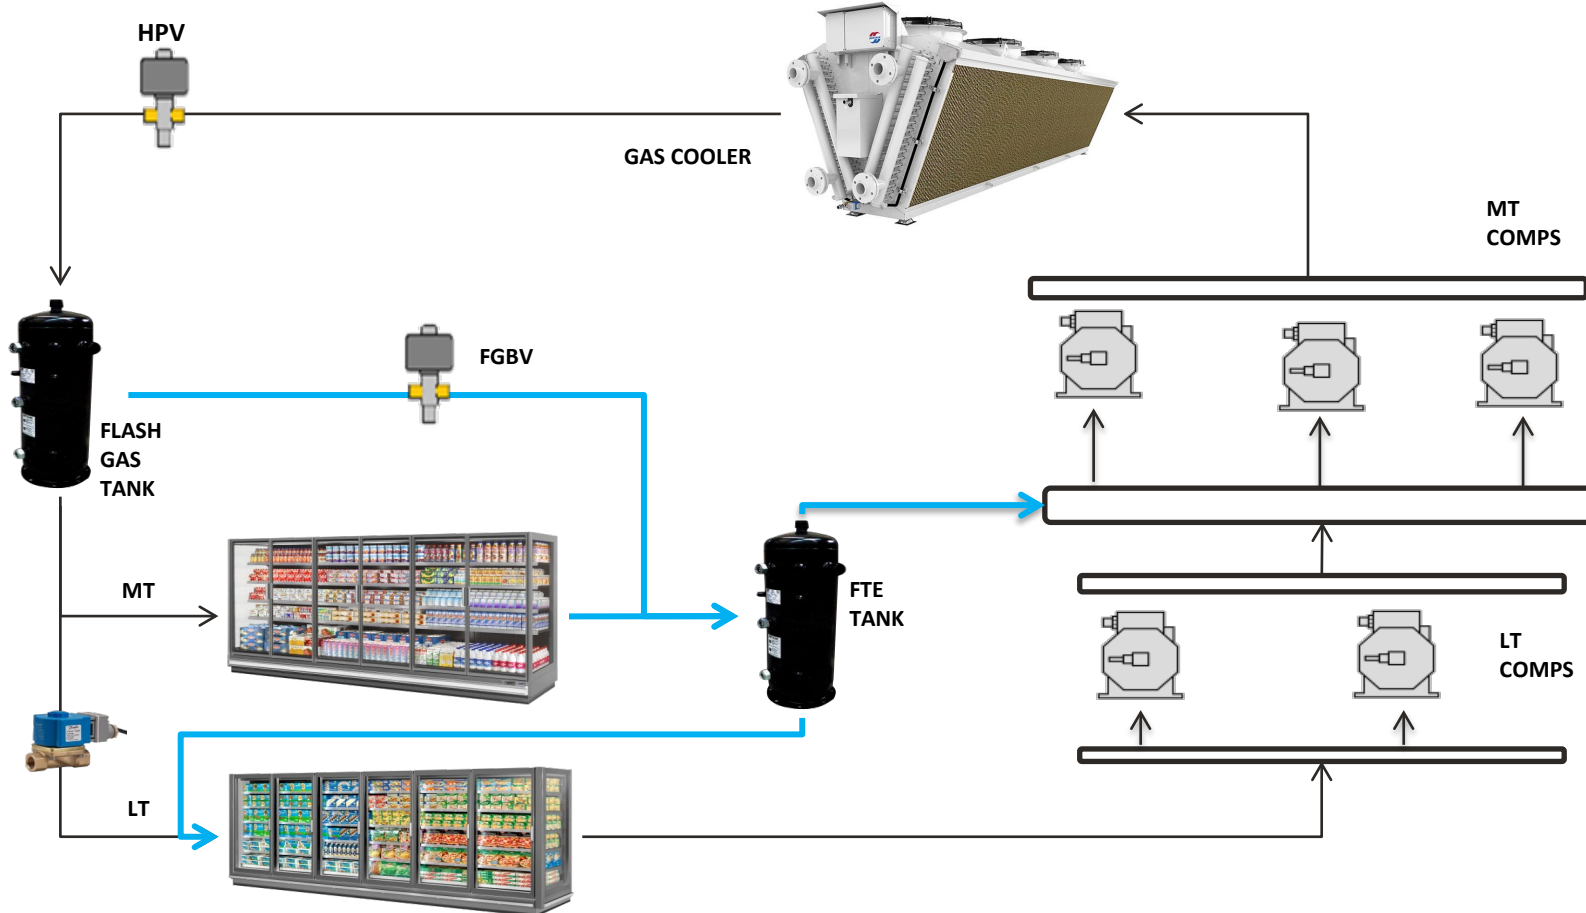 HPV
GAS COOLER
MT
COMPS
FGBV
FLASH
GAS
TANK
MT
FTE
TANK
LT
COMPS
LT